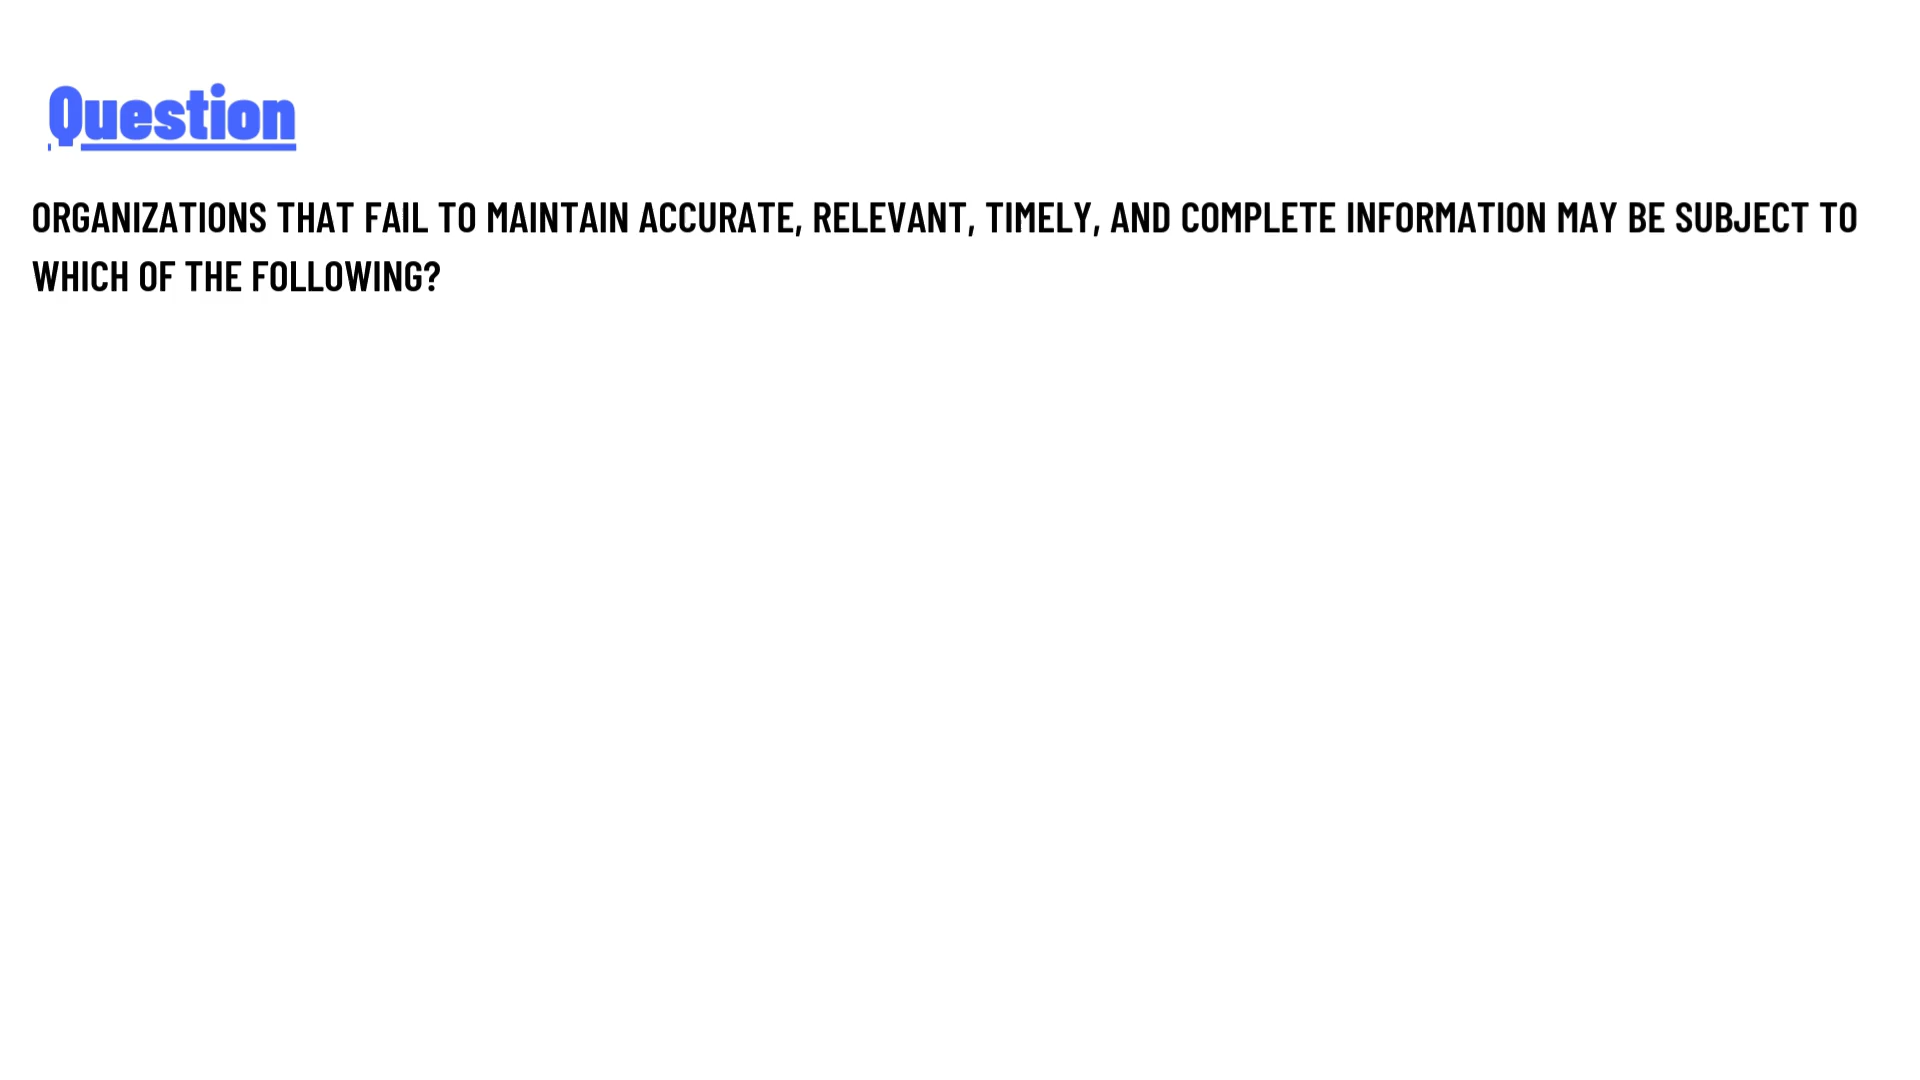 Question
ORGANIZATIONS THAT FAIL TO MAINTAIN ACCURATE, RELEVANT, TIMELY, AND COMPLETE INFORMATION MAY BE SUBJECT TO
WHICH OF THE FOLLOWING?